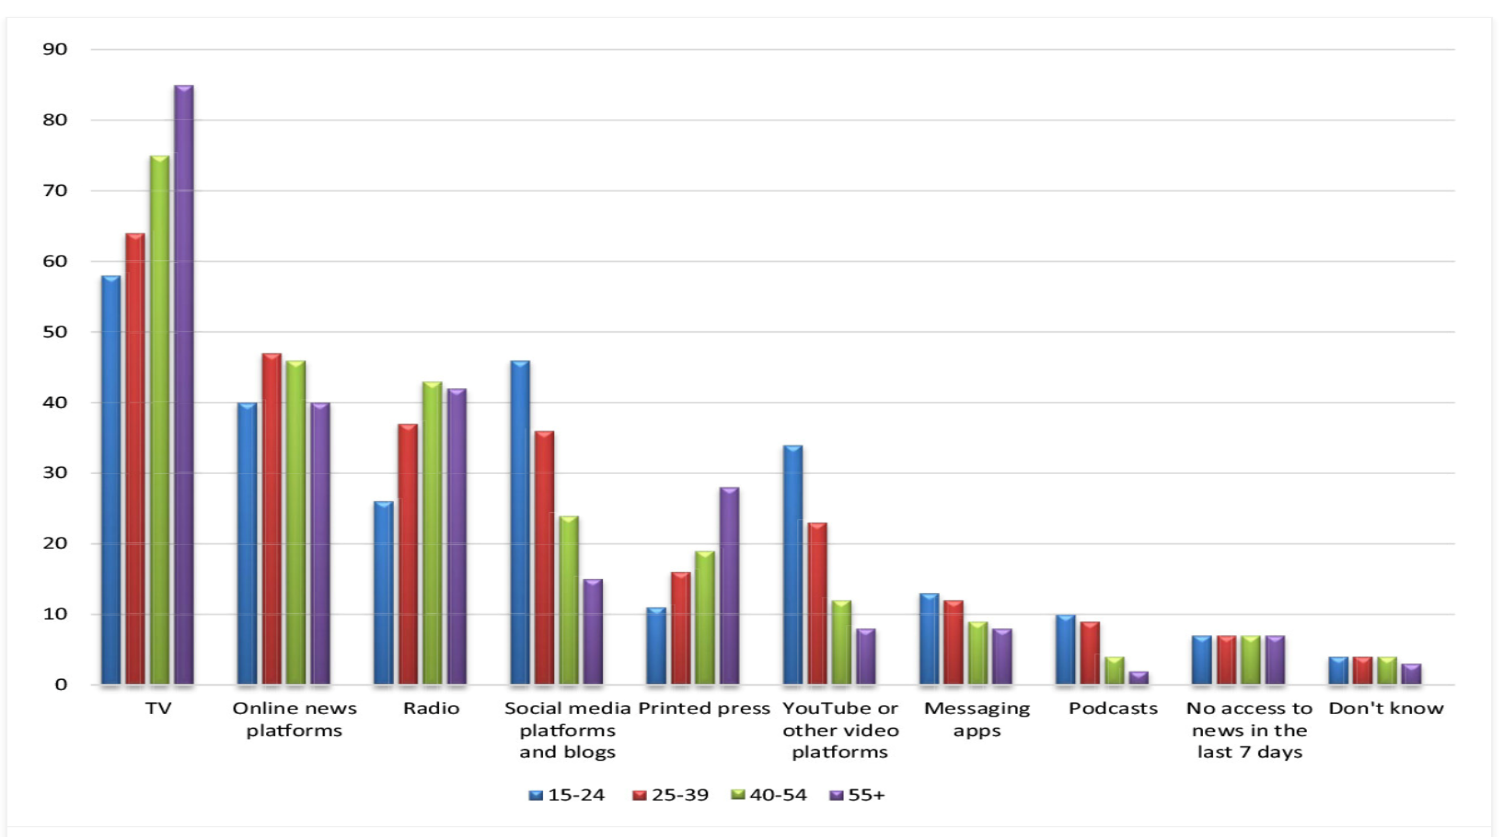 90
80
70
60
50
40
30
20
10
0
TV
Online news
platforms
Radio
Social media
platforms
and blogs
Printed press
YouTube or
other video
platforms
Messaging
apps
Podcasts
No access to
news in the
last 7 days
Don't know
15-24
25-39
40-54
55+